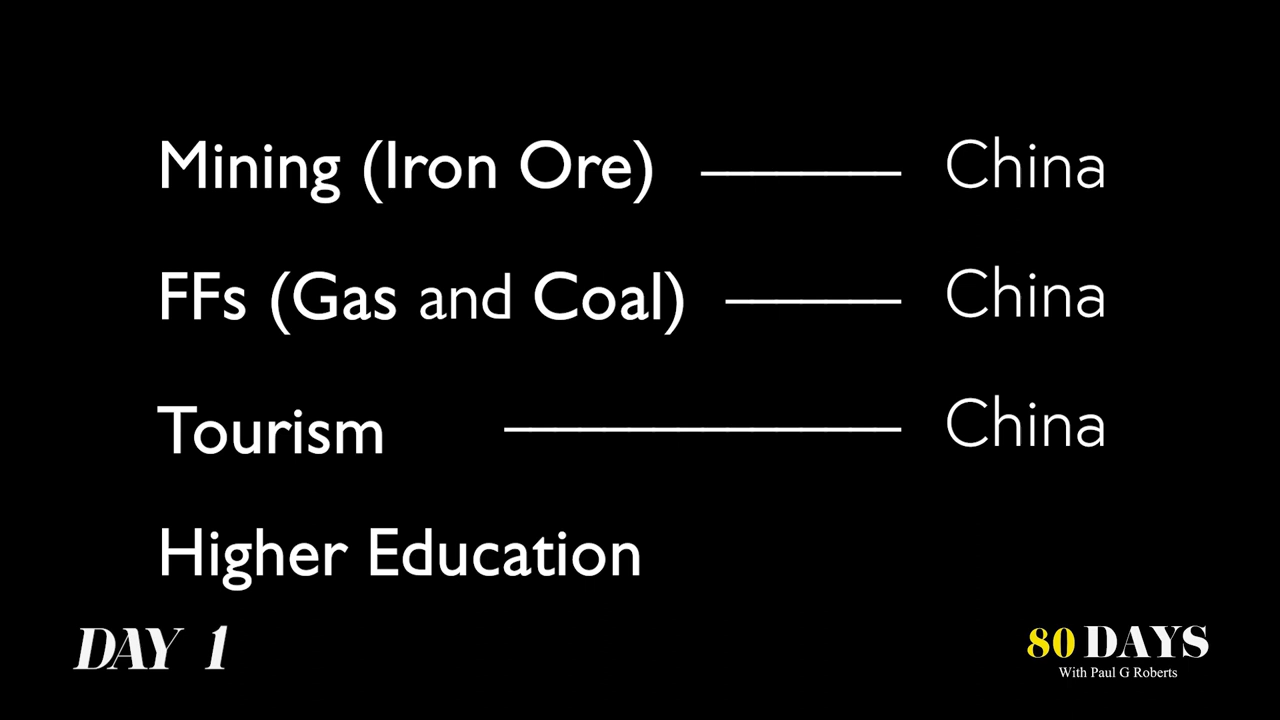 Mining (Iron Ore) China
FFs (Gas and Coal) China
Tourism China
Higher Education
DAY 1
80 DAYS
With Paul G Roberts